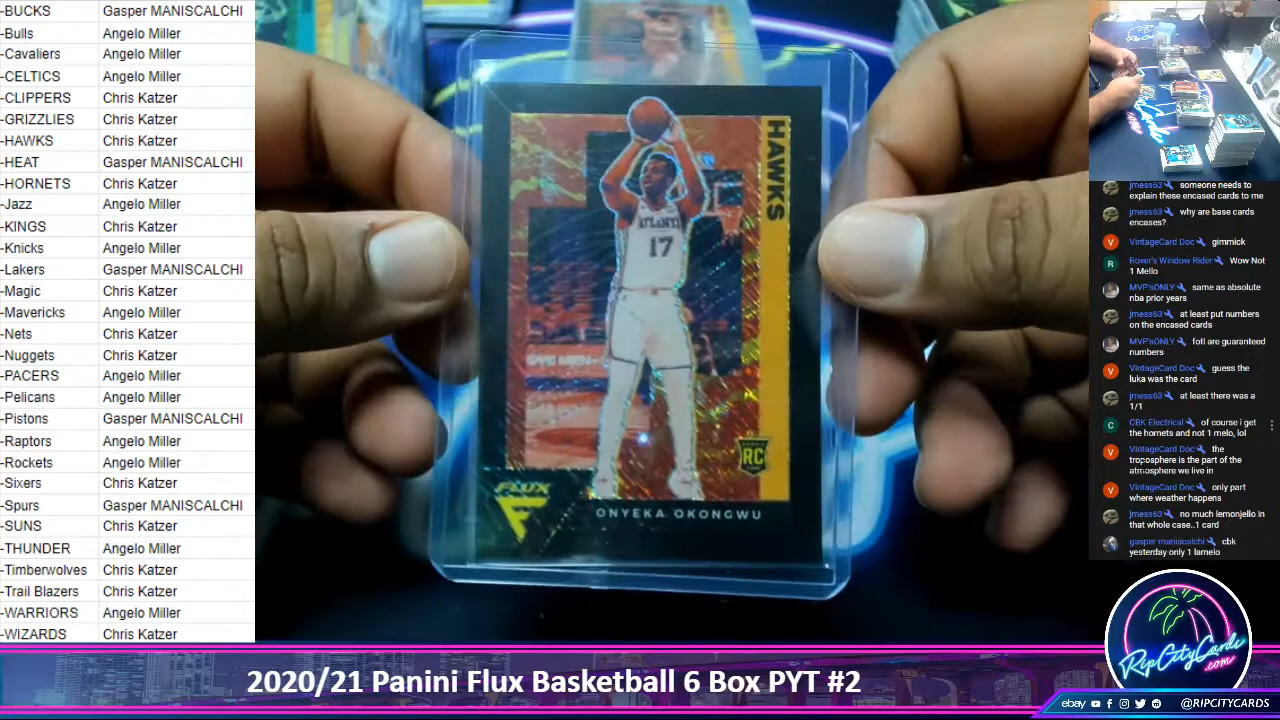 -BUCKS Gasper MANISCALCHI
-Bulls Angelo Miller
-Cavaliers Angelo Miller
-CELTICS Angelo Miller
-CLIPPERS Chris Katzer
-GRIZZLIES Chris Katzer
-HAWKS Chris Katzer
-HEAT Gasper MANISCALCHI
-HORNETS Chris Katzer
-Jazz Angelo Miller
-KINGS Chris Katzer
-Knicks Angelo Miller
-Lakers Gasper MANISCALCHI
-Magic Chris Katzer
-Mavericks Angelo Miller
-Nets Chris Katzer
-Nuggets Chris Katzer
-PACERS Angelo Miller
-Pelicans Angelo Miller
-Pistons Gasper MANISCALCHI
-Raptors Angelo Miller
-Rockets Angelo Miller
-Sixers Chris Katzer
-Spurs Gasper MANISCALCHI
-SUNS Chris Katzer
-THUNDER Angelo Miller
-Timberwolves Chris Katzer
-Trail Blazers Chris Katzer
-WARRIORS Angelo Miller
-WIZARDS Chris Katzer
HAWKS
ATLANTA
17
RC
FLUX
F
ONYEKA OKONGWU
jmess63 someone needs to
explain these encased cards to me
jmess63 why are base cards
encases?
V VintageCard Doc gimmick
R Rover's Window Rider Wow Not
1 Mello
MVP'sONLY same as absolute
nba prior years
jmess63 at least put numbers
on the encased cards
MVP'sONLY fotl are guaranteed
numbers
V VintageCard Doc guess the
luka was the card
jmess63 at least there was a
1/1
C CBK Electrical of course i get
the hornets and not 1 melo, lol
V VintageCard Doc the
troposphere is the part of the
atmosphere we live in
V VintageCard Doc only part
where weather happens
jmess63 no much lemonjello in
that whole case..1 card
gasper maniscalchi cbk
yesterday only 1 lamelo
RipCityCards
.com
2020/21 Panini Flux Basketball 6 Box PYT #2
ebay @RIPCITYCARDS